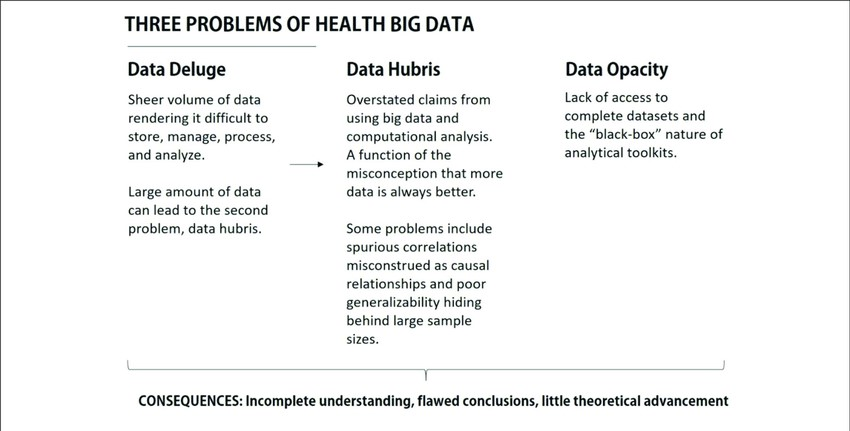 THREE PROBLEMS OF HEALTH BIG DATA
Data Deluge
Sheer volume of data
rendering it difficult to
store, manage, process,
and analyze.
Large amount of data
can lead to the second
problem, data hubris.
Data Hubris
Overstated claims from
using big data and
computational analysis.
A function of the
misconception that more
data is always better.
Some problems include
spurious correlations
misconstrued as causal
relationships and poor
generalizability hiding
behind large sample
sizes.
Data Opacity
Lack of access to
complete datasets and
the “black-box” nature of
analytical toolkits.
CONSEQUENCES: Incomplete understanding, flawed conclusions, little theoretical advancement